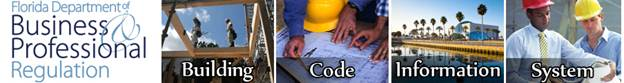 Florida Department of
Business &
Professional
Regulation
Building Code Information System